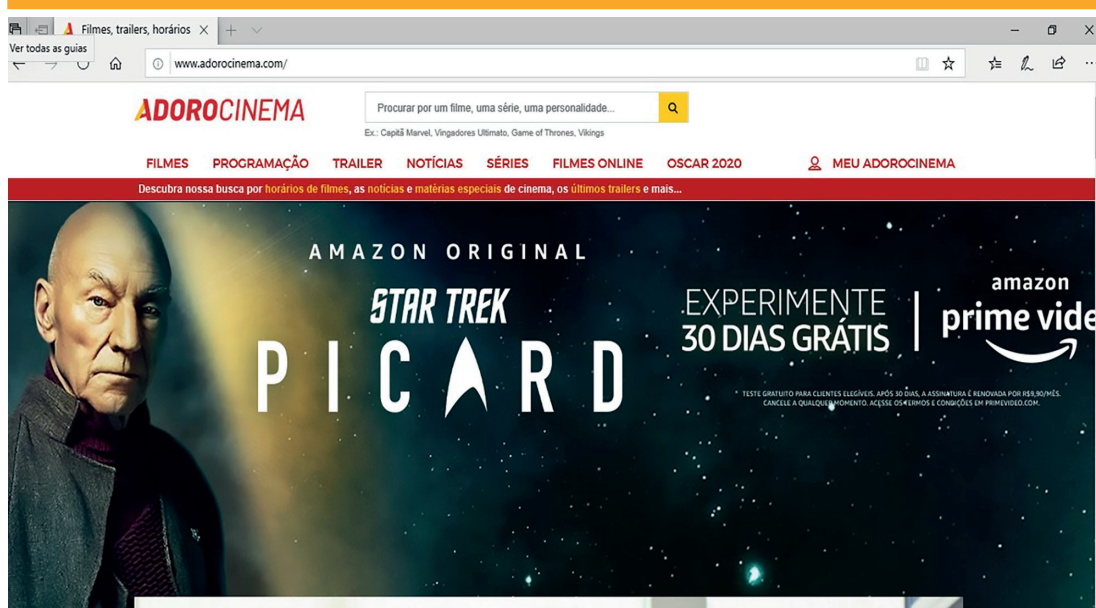 Filmes, trailers, horários
Ver todas as guias
www.adorocinema.com/
ADOROCINEMA
Procurar por um filme, uma série, uma personalidade...
Ex.: Capitã Marvel, Vingadores Ultimato, Game of Thrones, Vikings
FILMES PROGRAMAÇÃO TRAILER NOTÍCIAS SÉRIES FILMES ONLINE OSCAR 2020 MEU ADOROCINEMA
Descubra nossa busca por horários de filmes, as notícias e matérias especiais de cinema, os últimos trailers e mais...
AMAZON ORIGINAL
STAR TREK
PICARD
EXPERIMENTE
30 DIAS GRÁTIS
amazon
prime vide
TESTE GRATUITO PARA CLIENTES ELEGÍVEIS. APÓS 30 DIAS, A ASSINATURA É RENOVADA POR R$9,90/MÊS.
CANCELE A QUALQUER MOMENTO. ACESSE OS TERMOS E CONDIÇÕES EM PRIMEVIDEO.COM.